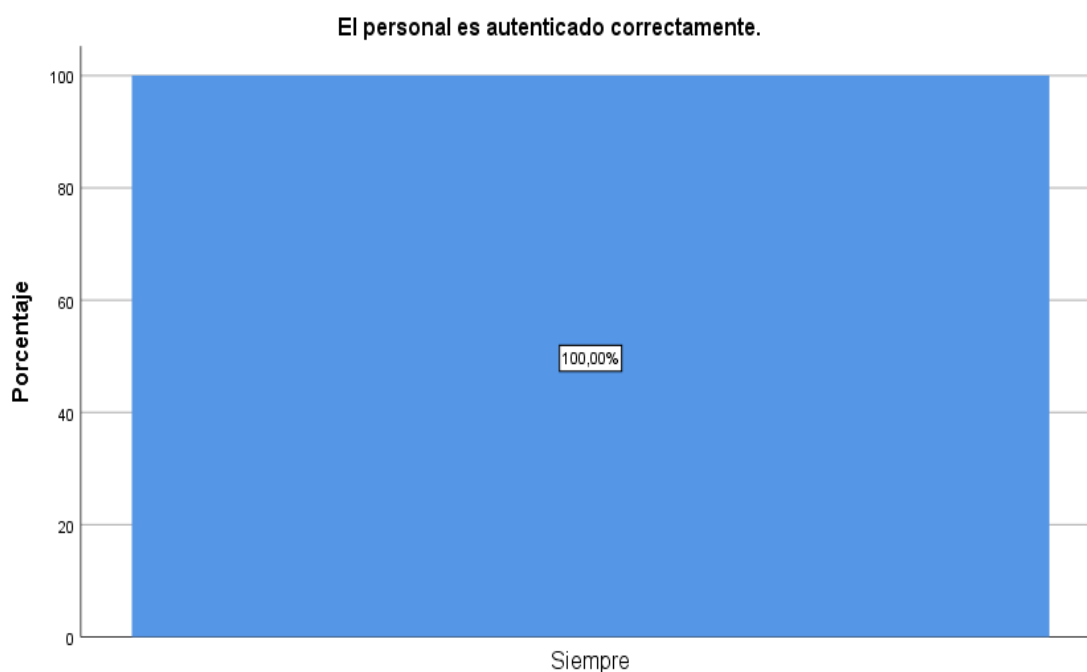 El personal es autenticado correctamente.
100
80
60
40
20
0
Porcentaje
100,00%
Siempre